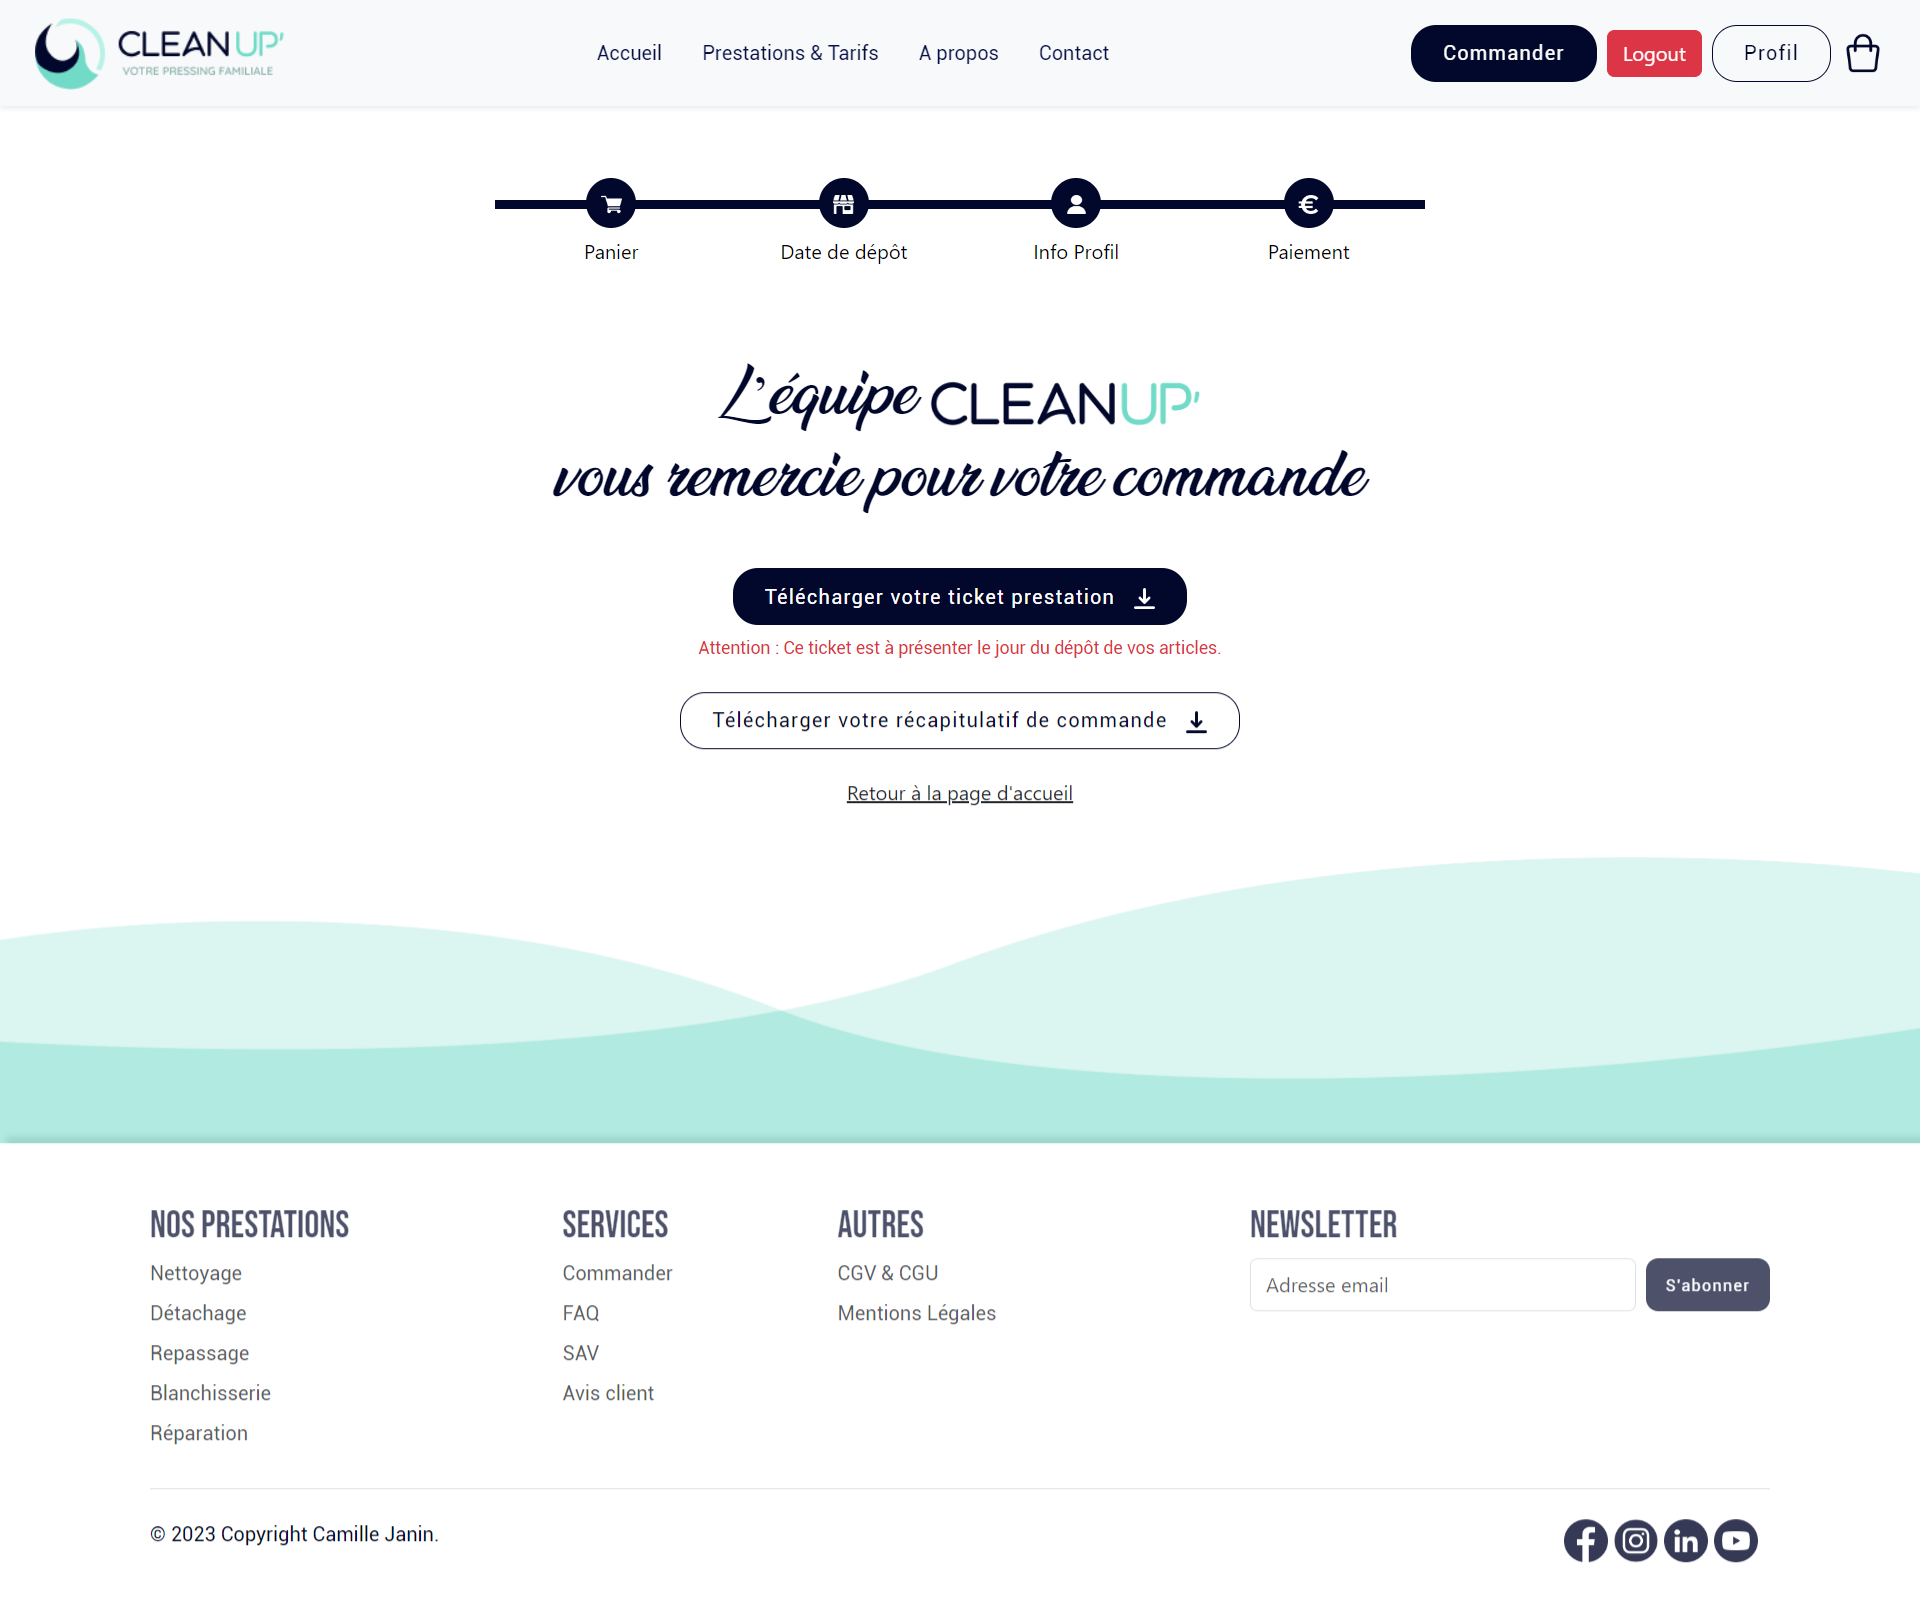 CLEANUP'
VOTRE PRESSING FAMILIALE
Accueil
Prestations & Tarifs
A propos
Contact
Commander
Logout
Profil
Panier
Date de dépôt
Info Profil
Paiement
L'équipe CLEANUP'
vous remercie pour votre commande
Télécharger votre ticket prestation
Attention : Ce ticket est à présenter le jour du dépôt de vos articles.
Télécharger votre récapitulatif de commande
Retour à la page d'accueil
NOS PRESTATIONS
Nettoyage
Détachage
Repassage
Blanchisserie
Réparation
SERVICES
Commander
FAQ
SAV
Avis client
AUTRES
CGV & CGU
Mentions Légales
NEWSLETTER
Adresse email
S'abonner
© 2023 Copyright Camille Janin.